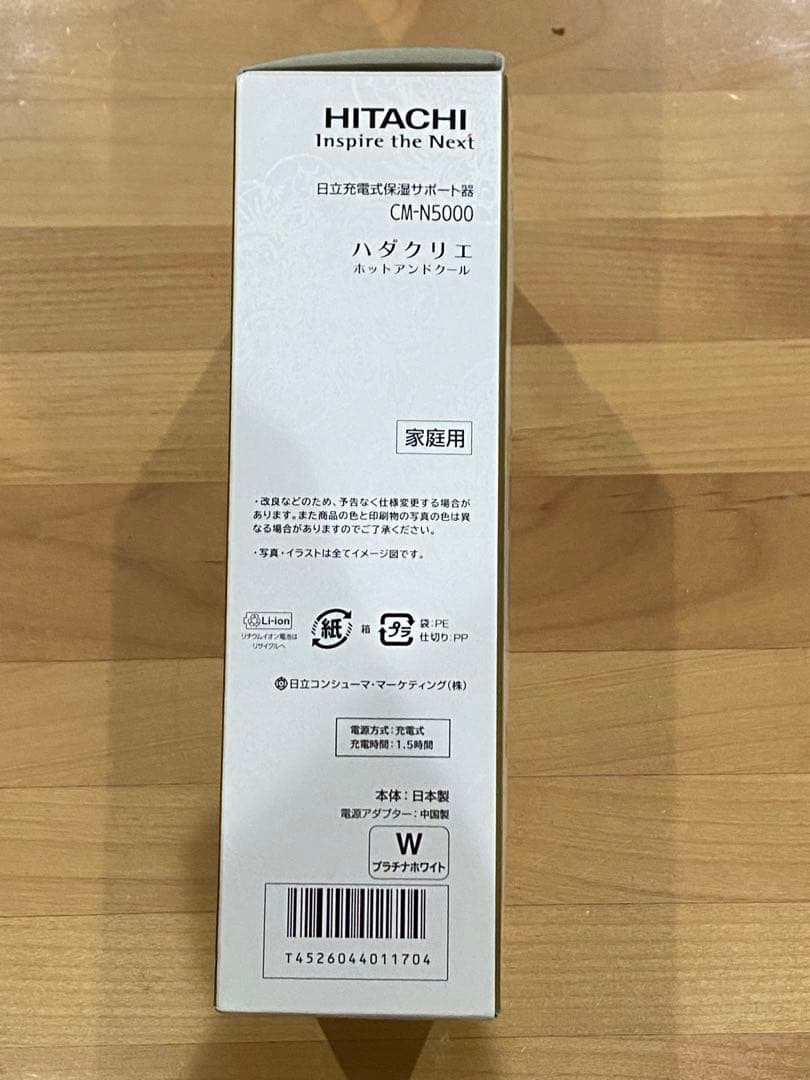 HITACHI
Inspire the Next
日立充電式保湿サポート器
CM-N5000
ハダクリエ
ホットアンドクール
家庭用
・改良などのため、予告なく仕様変更する場合が
あります。また商品の色と印刷物の写真の色は異
なる場合がありますのでご了承ください。
・写真・イラストは全てイメージ図です。
Li-ion
リチウムイオン電池は
リサイクルへ
紙
箱
プラ
袋:PE
仕切り:PP
日立コンシューマ・マーケティング(株)
電源方式:充電式
充電時間:1.5時間
本体:日本製
電源アダプター:中国製
W
プラチナホワイト
T4526044011704